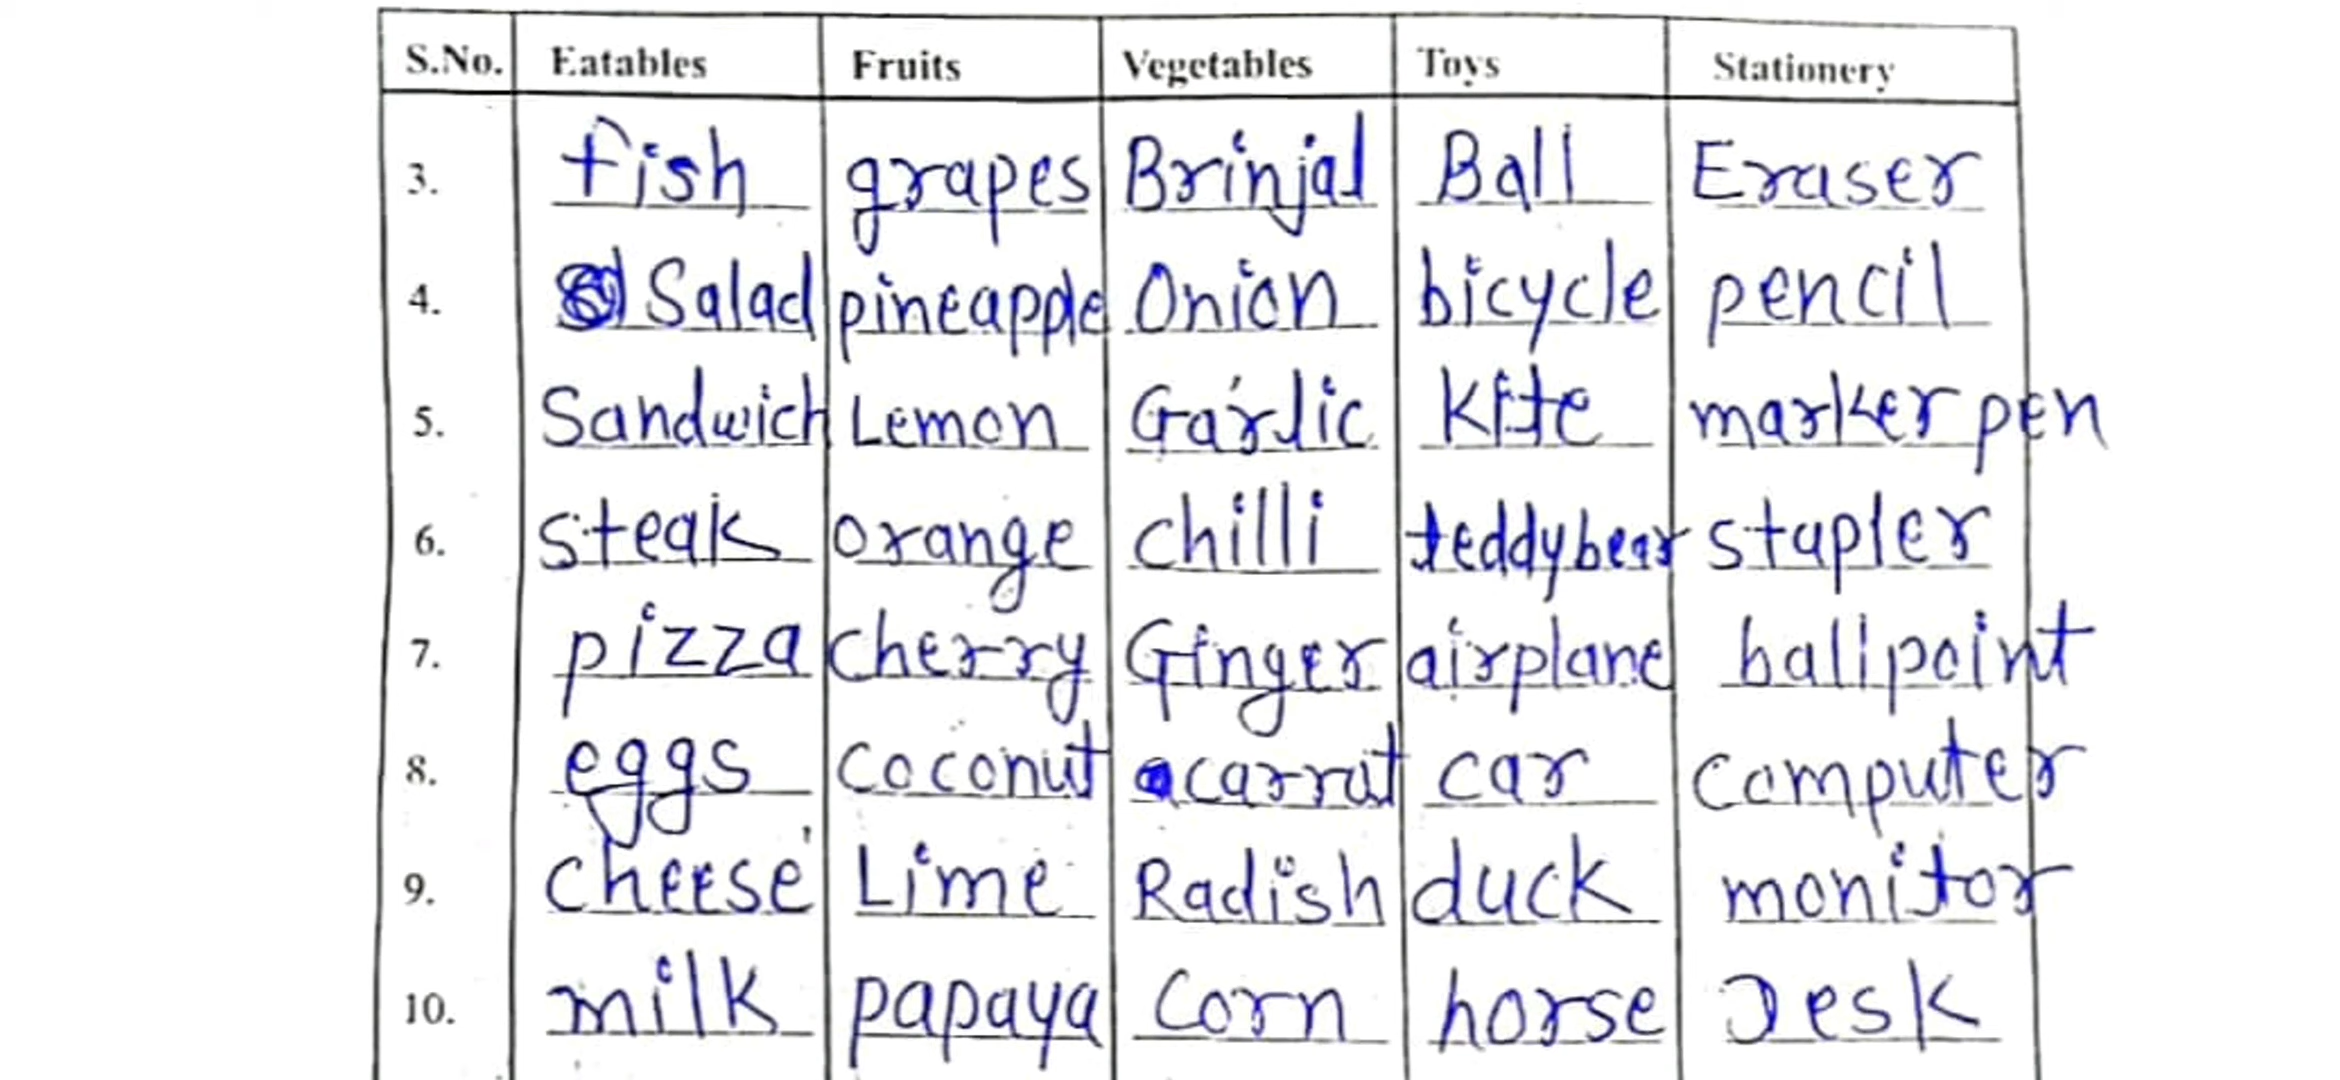 S.No. Eatables Fruits Vegetables Toys Stationery
3. fish grapes Brinjal Ball Eraser
4. Salad pineapple Onion bicycle pencil
5. Sandwich Lemon Garlic Kite marker pen
6. steak orange chilli teddybear stapler
7. pizza cherry Ginger airplane ballpoint
8. eggs coconut carrat car computer
9. cheese Lime Radish duck monitor
10. milk papaya Corn horse Desk